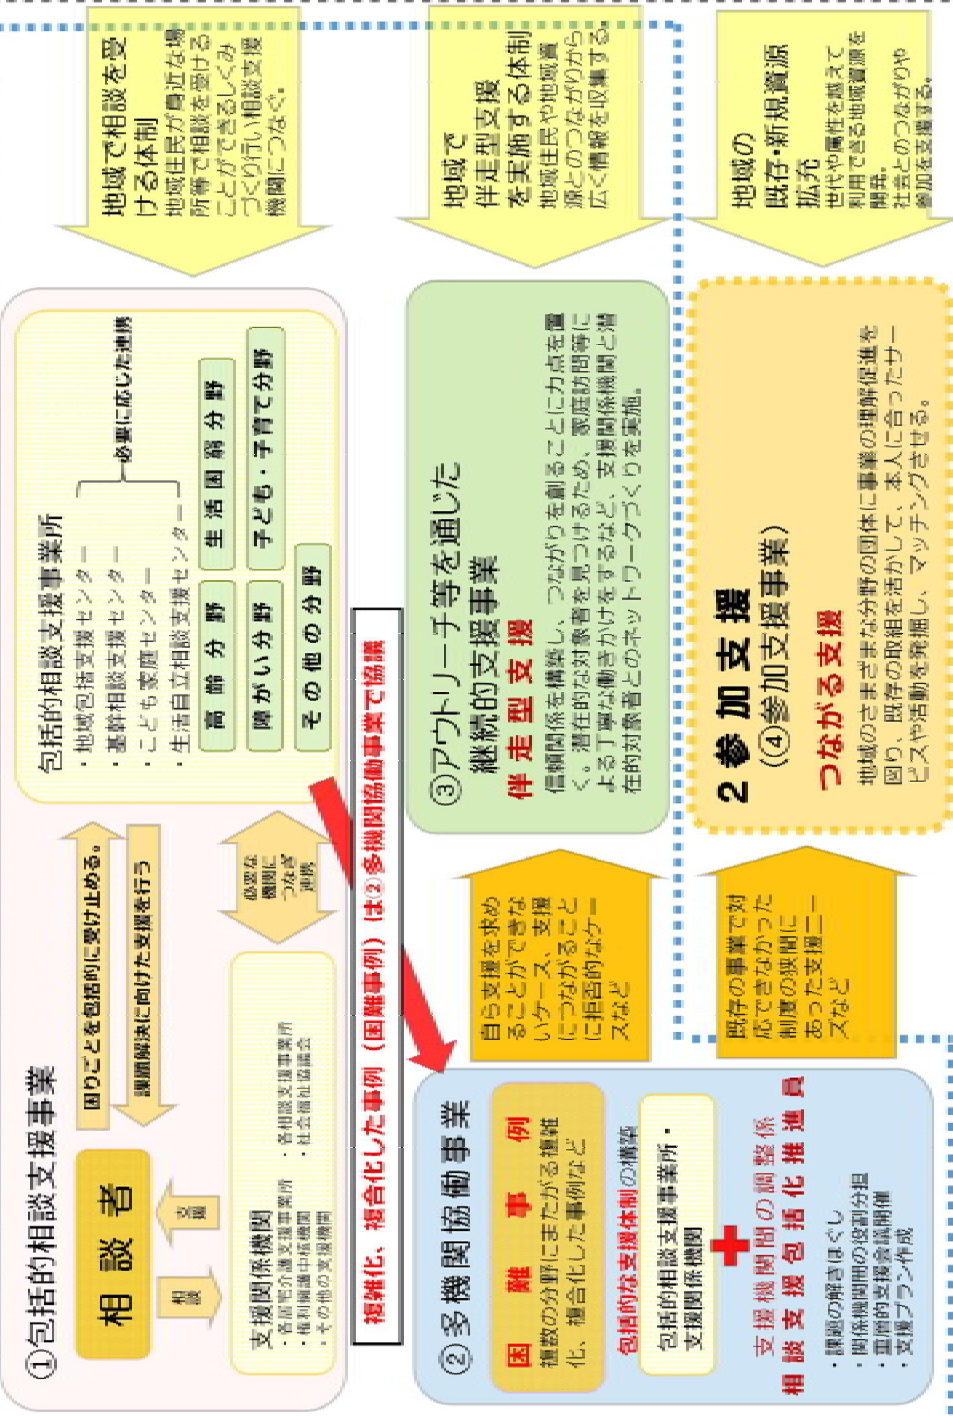 ①包括的相談支援事業
相談者
相談
支援
困りごとを包括的に受け止める。
課題解決に向けた支援を行う
支援関係機関
・各居宅介護支援事業所
・権利擁護中核機関
・その他の支援機関
・各相談支援事業所
・社会福祉協議会
必要な
機関に
つなぎ
連携
包括的相談支援事業所
・地域包括支援センター
・基幹相談支援センター
・こども家庭センター
・生活自立相談支援センター
必要に応じた連携
高齢分野
生活困窮分野
障がい分野
子ども・子育て分野
その他の分野
地域で相談を受
ける体制
地域住民が身近な場
所等で相談を受ける
ことができるしくみ
づくり行い相談支援
機関につなぐ。
複雑化、複合化した事例（困難事例）は②多機関協働事業で協議
②多機関協働事業
困難事例
複数の分野にまたがる複雑
化、複合化した事例など
包括的な支援体制の構築
包括的相談支援事業所・
支援関係機関
支援機関間の調整係
相談支援包括化推進員
・課題の解きほぐし
・関係機関間の役割分担
・重層的支援会議開催
・支援プラン作成
自ら支援を求め
ることができな
いケース、支援
につながること
に拒否的なケー
スなど
③アウトリーチ等を通じた
継続的支援事業
伴走型支援
信頼関係を構築し、つながりを創ることに力点を置
く。潜在的な対象者を見つけるため、家庭訪問等に
よる丁寧な働きかけをするなど、支援関係機関と潜
在的対象者とのネットワークづくりを実施。
地域で
伴走型支援
を実施する体制
地域住民や地域資
源とのつながりから
広く情報を収集する。
既存の事業で対
応できなかった
制度の狭間に
あった支援ニー
ズなど
2 参加支援
（④参加支援事業）
つながる支援
地域のさまざまな分野の団体に事業の理解促進を
図り、既存の取組を活かして、本人に合ったサー
ビスや活動を発掘し、マッチングさせる。
地域の
既存・新規資源
拡充
世代や属性を越えて
利用できる地域資源を
開発。
社会とのつながりや
参加を支援する。